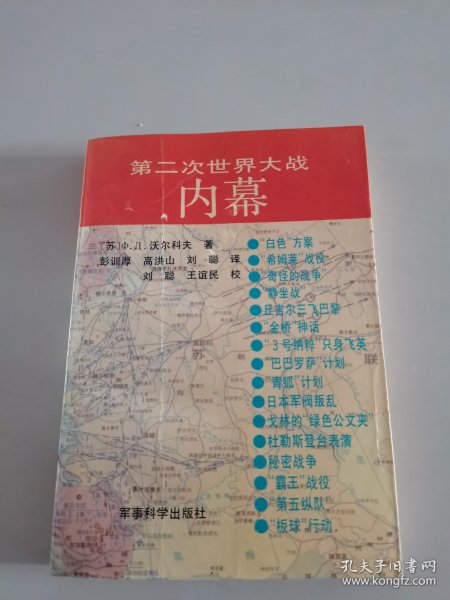 第二次世界大战
内幕
[苏]Ф.Д.沃尔科夫 著
彭训厚 高洪山 刘聪 译
刘聪 王谊民 校
●“白色”方案
●“希姆莱”战役
●“奇怪的战争”
●“静坐战”
●丘吉尔三飞巴黎
●“金桥”神话
●“3号纳粹”只身飞英
●“巴巴罗萨”计划
●“青狐”计划
●日本军阀叛乱
●戈林的“绿色公文夹”
●杜勒斯登台表演
●秘密战争
●“霸王”战役
●“第五纵队”
●“板球”行动
苏
联
军事科学出版社
孔夫子旧书网
www.kongfz.com